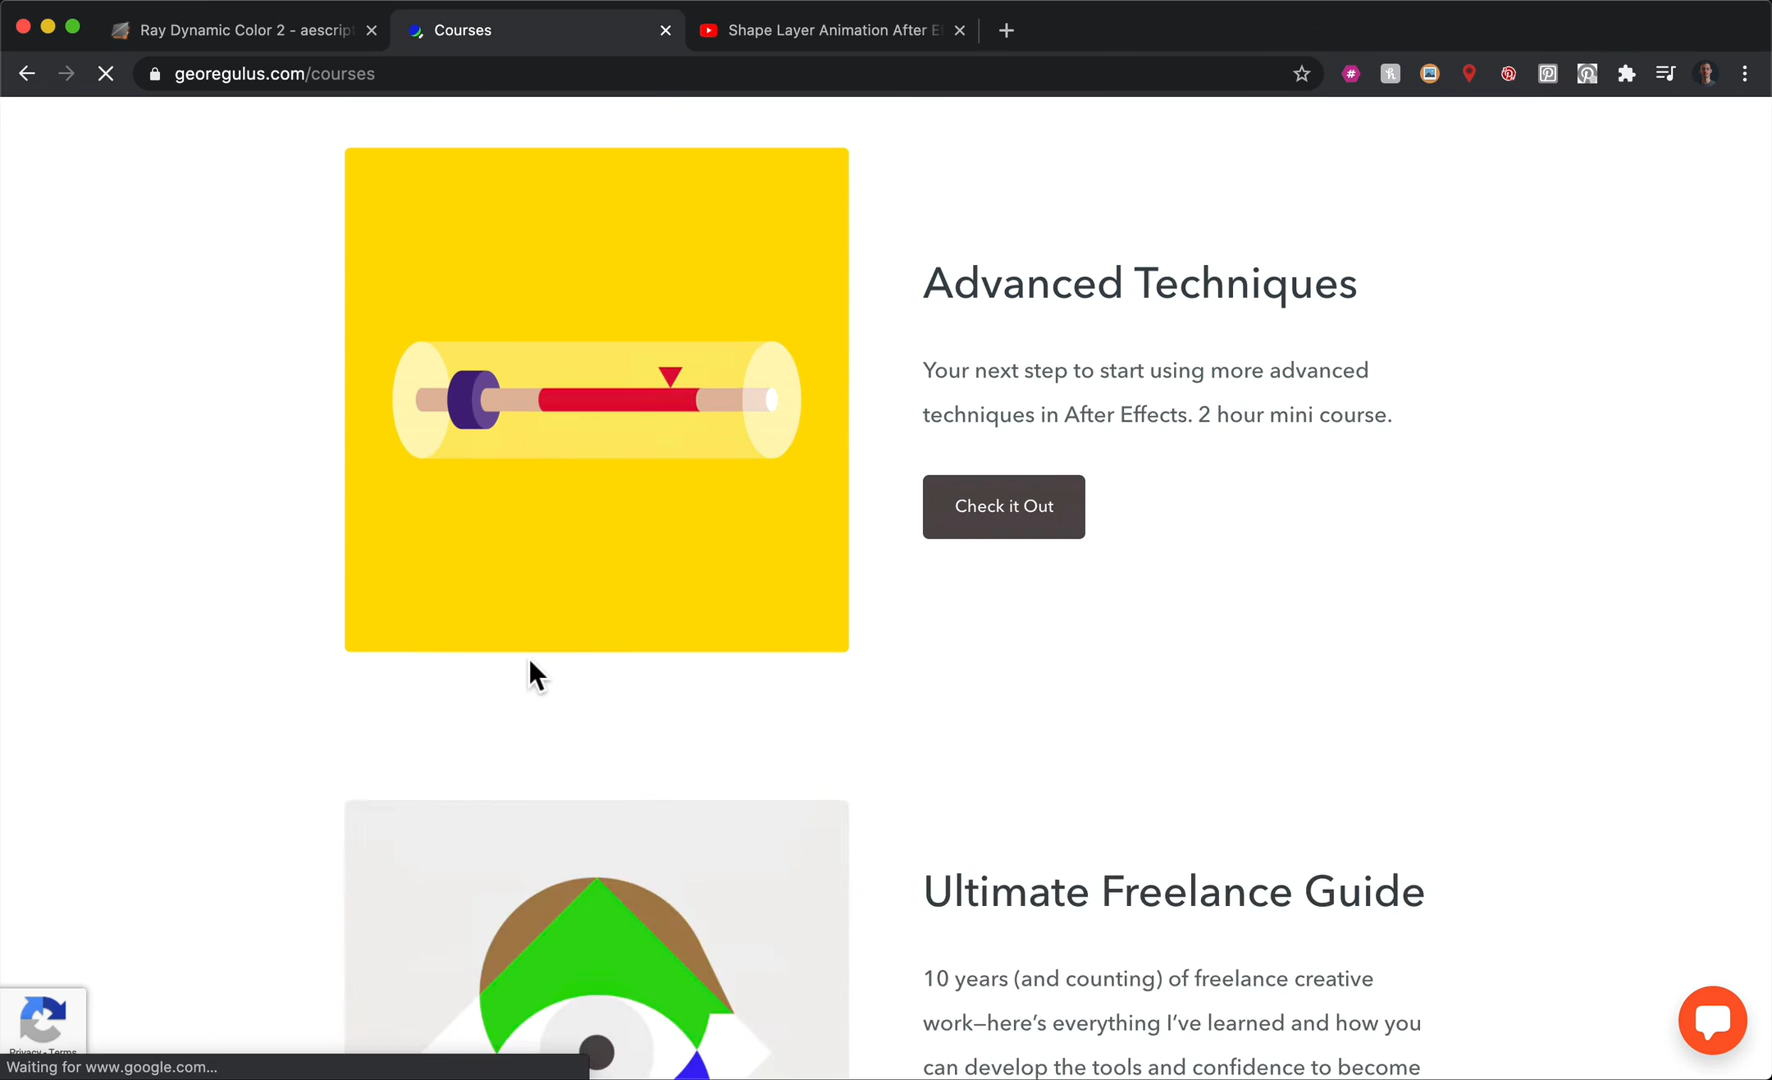 Ray Dynamic Color 2 - aescrip
Courses
Shape Layer Animation After E
georegulus.com/courses
Advanced Techniques
Your next step to start using more advanced
techniques in After Effects. 2 hour mini course.
Check it Out
Ultimate Freelance Guide
10 years (and counting) of freelance creative
work—here's everything I've learned and how you
can develop the tools and confidence to become
Privacy - Terms
Waiting for www.google.com...